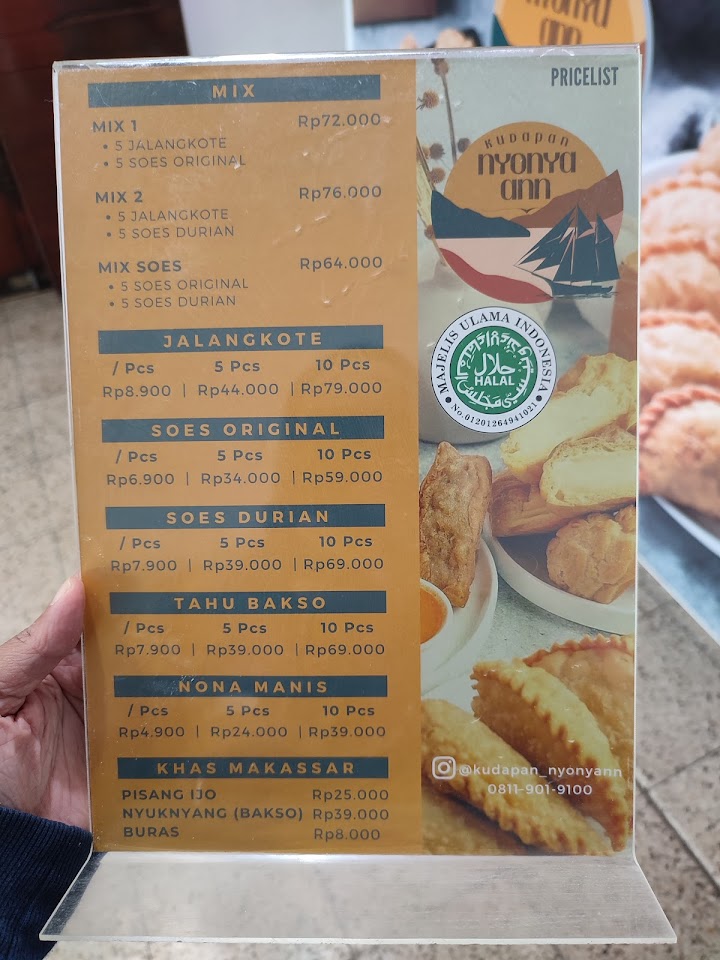 MIX
MIX 1 Rp72.000
• 5 JALANGKOTE
• 5 SOES ORIGINAL
MIX 2 Rp76.000
• 5 JALANGKOTE
• 5 SOES DURIAN
MIX SOES Rp64.000
• 5 SOES ORIGINAL
• 5 SOES DURIAN
JALANGKOTE
/ Pcs 5 Pcs 10 Pcs
Rp8.900 | Rp44.000 | Rp79.000
SOES ORIGINAL
/ Pcs 5 Pcs 10 Pcs
Rp6.900 | Rp34.000 | Rp59.000
SOES DURIAN
/ Pcs 5 Pcs 10 Pcs
Rp7.900 | Rp39.000 | Rp69.000
TAHU BAKSO
/ Pcs 5 Pcs 10 Pcs
Rp7.900 | Rp39.000 | Rp69.000
NONA MANIS
/ Pcs 5 Pcs 10 Pcs
Rp4.900 | Rp24.000 | Rp39.000
KHAS MAKASSAR
PISANG IJO Rp25.000
NYUKNYANG (BAKSO) Rp39.000
BURAS Rp8.000
PRICELIST
KUDAPAN
NYONYA
ANN
MAJELIS ULAMA INDONESIA
حلال
HALAL
No.01201264941021
@kudapan_nyonyann
0811-901-9100
ann